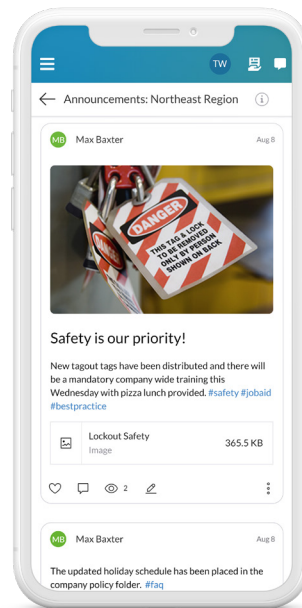 TW
Announcements: Northeast Region
MB
Max Baxter
Aug 8
DANGER
DANGER
THIS TAG & LOCK
TO BE REMOVED
ONLY BY PERSON
SHOWN ON BACK
Safety is our priority!
New tagout tags have been distributed and there will
be a mandatory company wide training this
Wednesday with pizza lunch provided. #safety #jobaid
#bestpractice
Lockout Safety
365.5 KB
Image
2
MB
Max Baxter
Aug 8
The updated holiday schedule has been placed in the
company policy folder. #faq